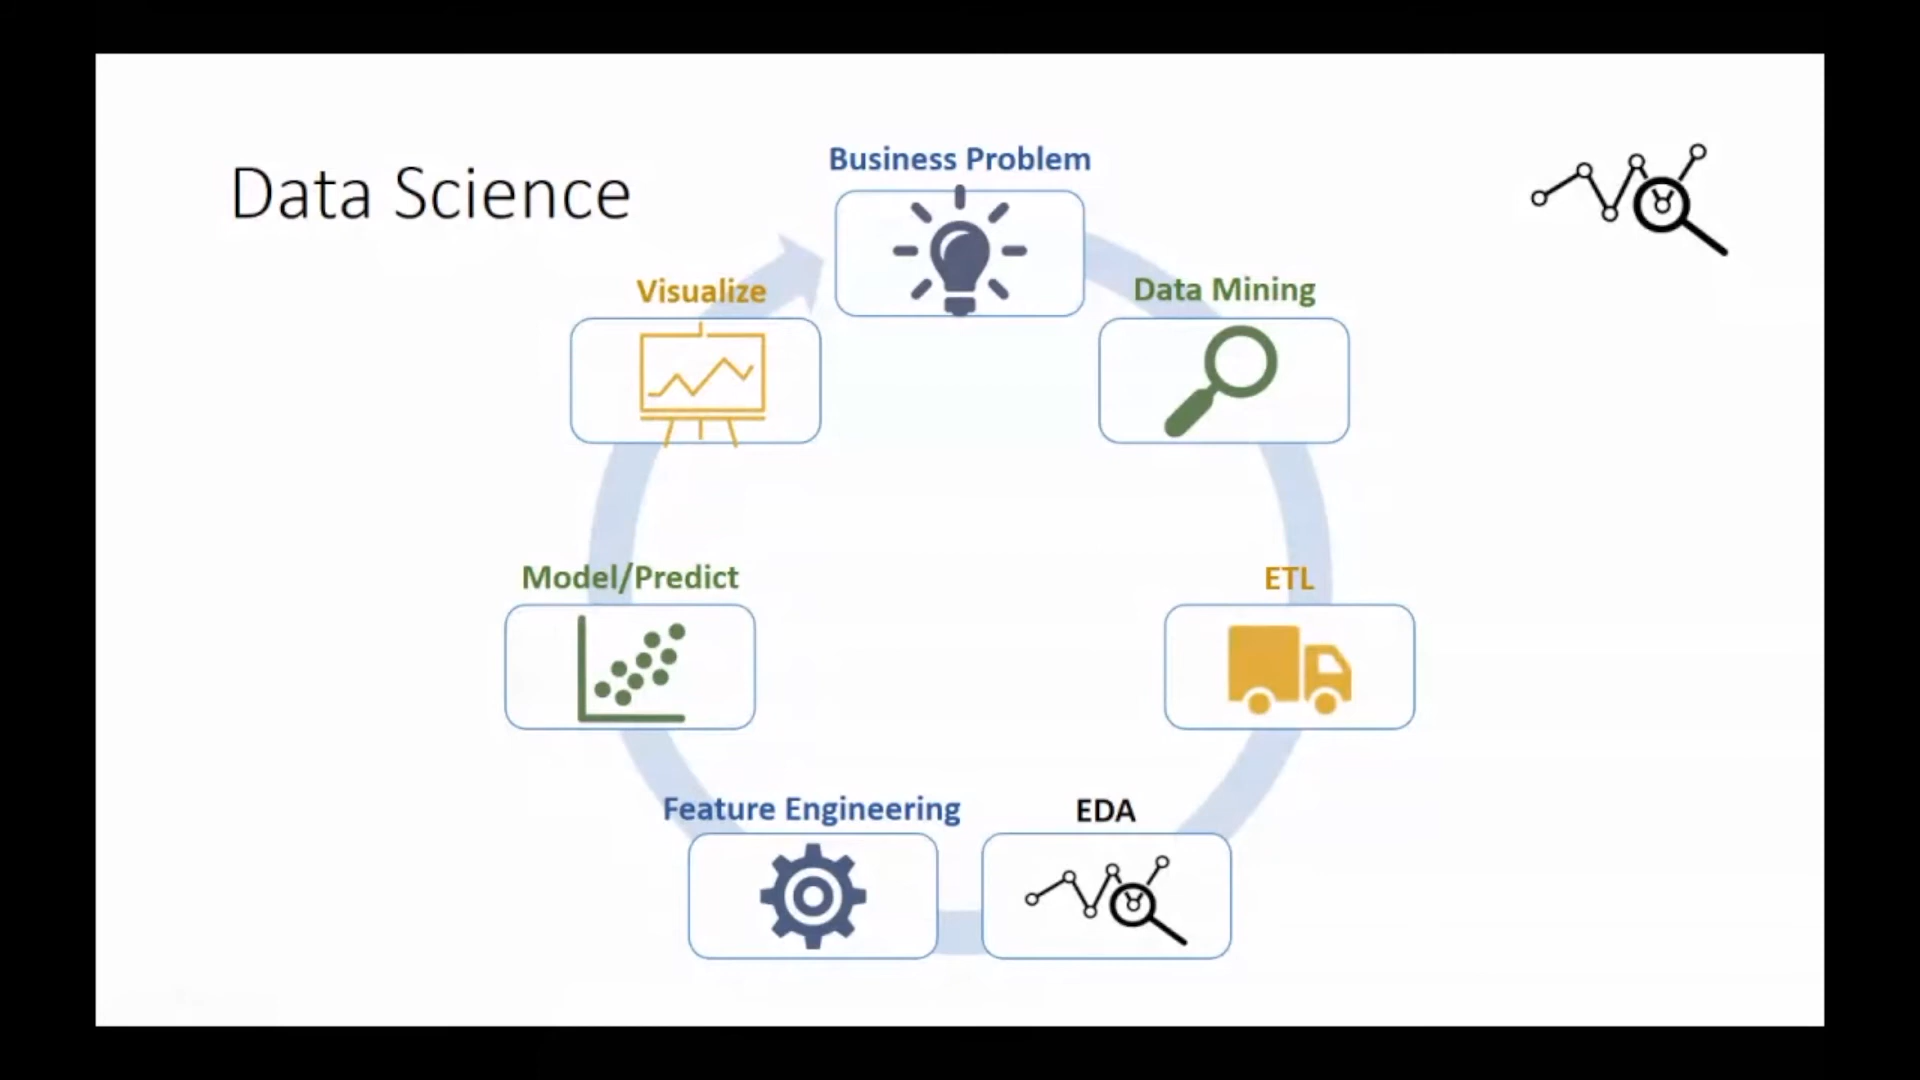 Data Science
Business Problem
Data Mining
ETL
EDA
Feature Engineering
Model/Predict
Visualize